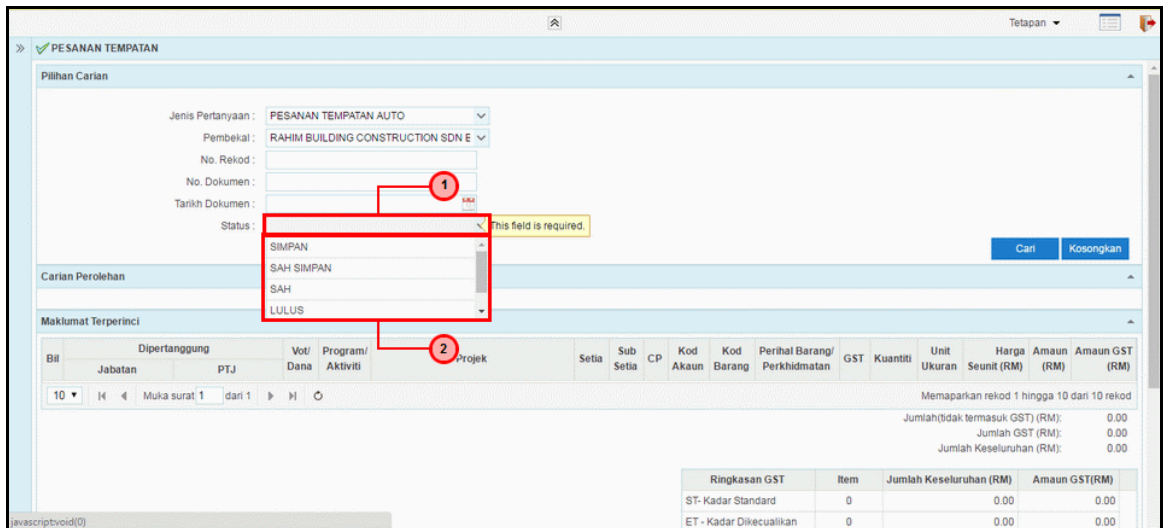 Tetapan
PESANAN TEMPATAN
Pilihan Carian
Jenis Pertanyaan : PESANAN TEMPATAN AUTO
Pembekal : RAHIM BUILDING CONSTRUCTION SDN B
No. Rekod :
No. Dokumen :
1
Tarikh Dokumen :
Status : This field is required.
SIMPAN
SAH SIMPAN
SAH
LULUS
Cari Kosongkan
Carian Perolehan
Maklumat Terperinci
2
Bil Dipertanggung Jabatan PTJ Vot/ Dana Program/ Aktiviti Projek Setia Sub Setia CP Kod Akaun Kod Barang Perihal Barang/ Perkhidmatan GST Kuantiti Unit Ukuran Harga Seunit (RM) Amaun (RM) Amaun GST (RM)
10 Muka surat 1 dari 1 Memaparkan rekod 1 hingga 10 dari 10 rekod
Jumlah(tidak termasuk GST) (RM): 0.00
Jumlah GST (RM): 0.00
Jumlah Keseluruhan (RM): 0.00
Ringkasan GST Item Jumlah Keseluruhan (RM) Amaun GST(RM)
ST- Kadar Standard 0 0.00 0.00
javascript:void(0) ET - Kadar Dikecualikan 0 0.00 0.00